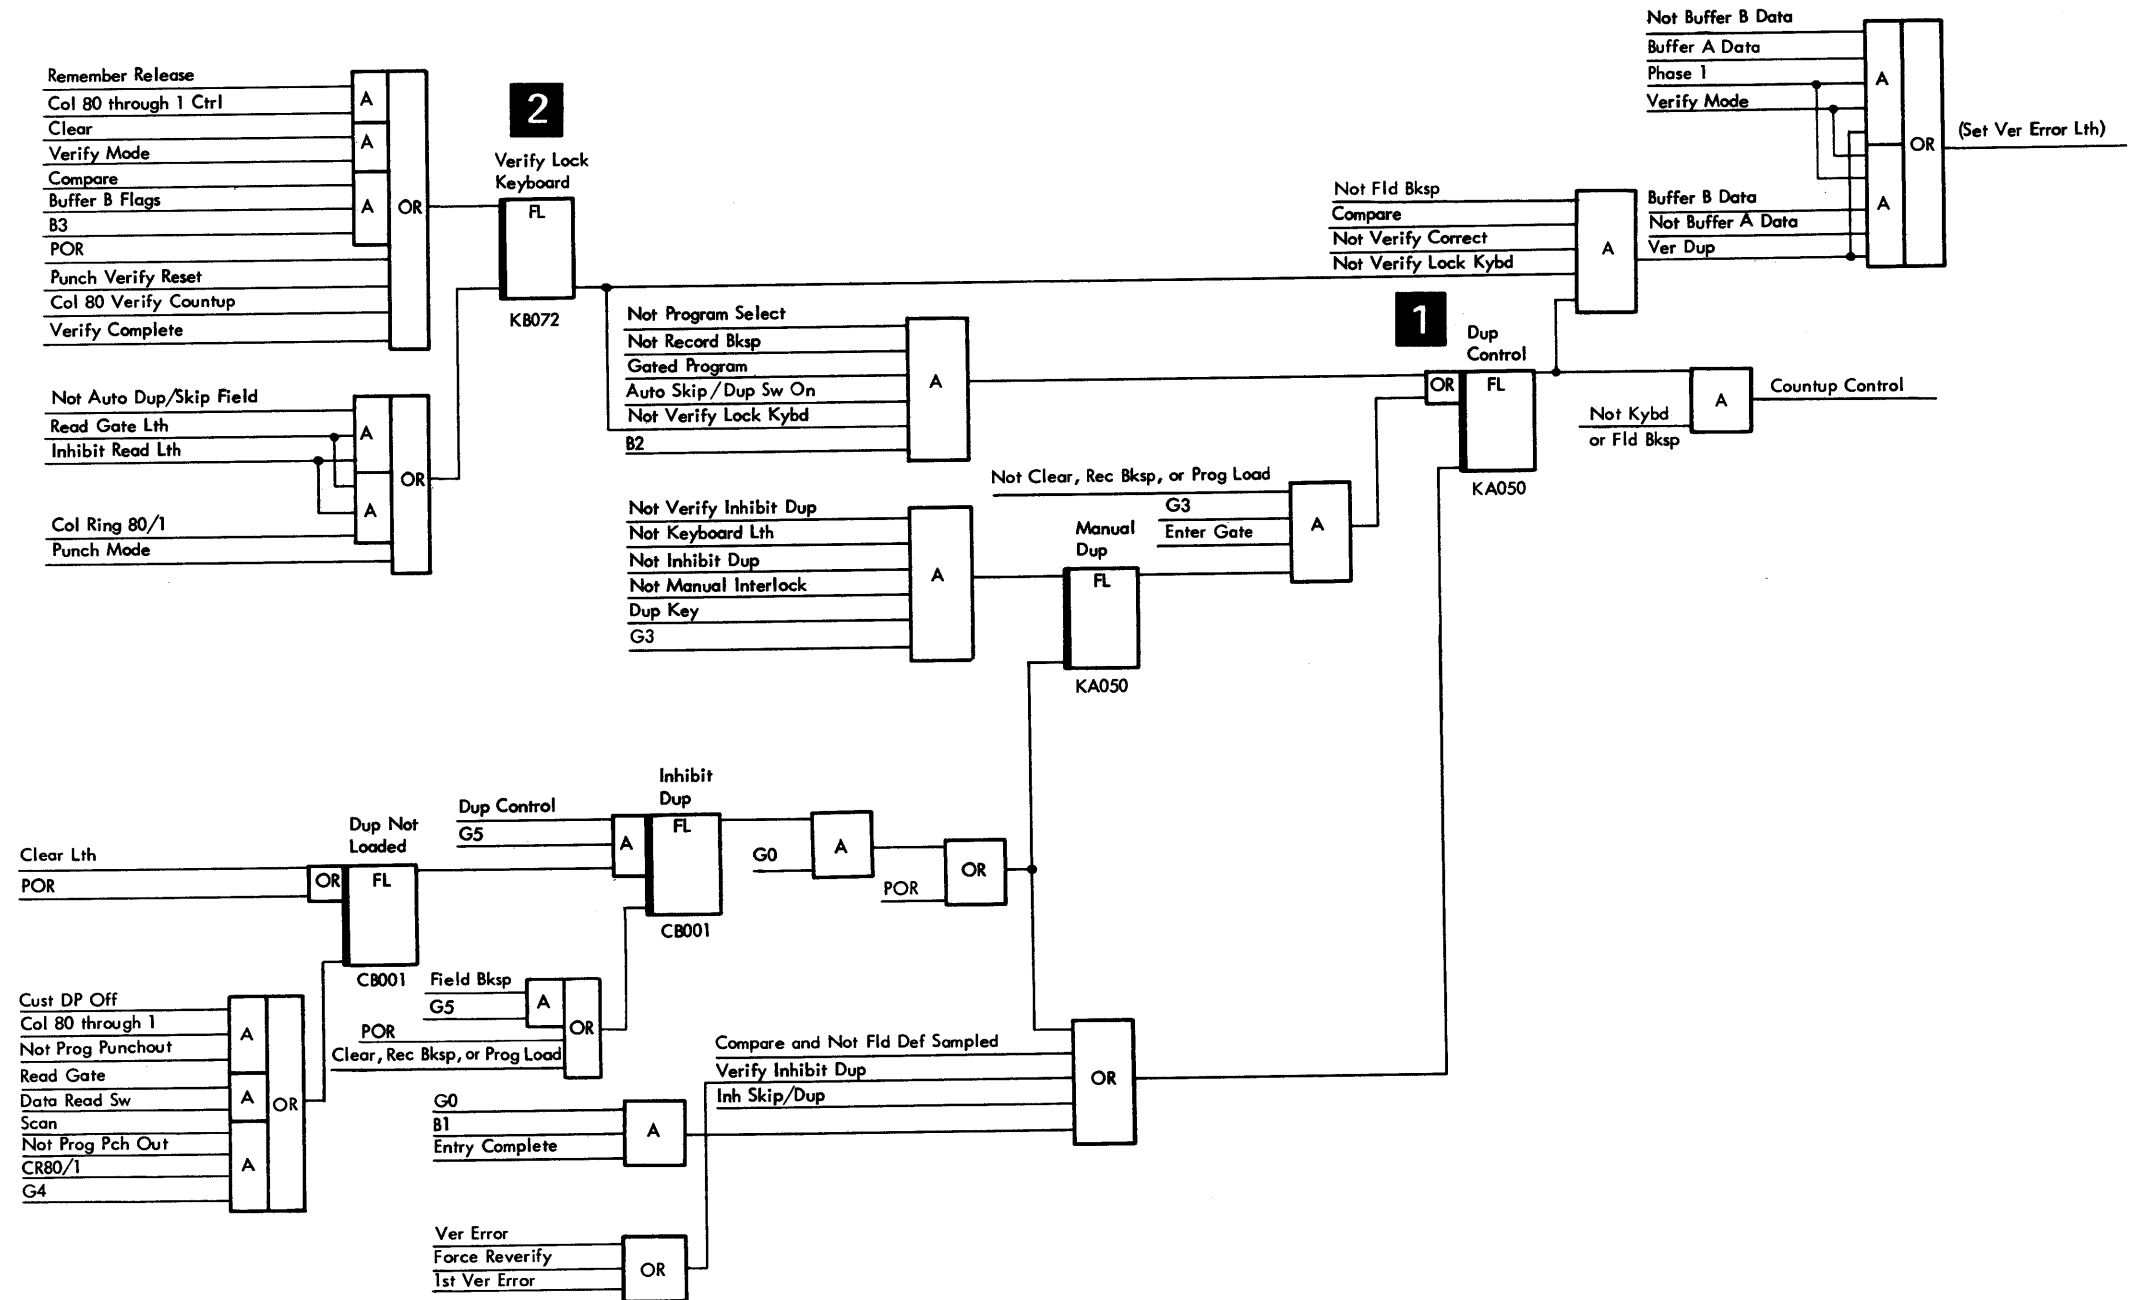 Remember Release
Col 80 through 1 Ctrl
Clear
Verify Mode
Compare
Buffer B Flags
B3
POR
Punch Verify Reset
Col 80 Verify Countup
Verify Complete
A
A
A
OR
2
Verify Lock
Keyboard
FL
KB072
Not Auto Dup/Skip Field
Read Gate Lth
Inhibit Read Lth
Col Ring 80/1
Punch Mode
A
A
OR
Not Program Select
Not Record Bksp
Gated Program
Auto Skip/Dup Sw On
Not Verify Lock Kybd
B2
A
Not Verify Inhibit Dup
Not Keyboard Lth
Not Inhibit Dup
Not Manual Interlock
Dup Key
G3
A
Manual
Dup
FL
KA050
Not Clear, Rec Bksp, or Prog Load
G3
Enter Gate
A
1
Dup
Control
OR
FL
KA050
Not Fld Bksp
Compare
Not Verify Correct
Not Verify Lock Kybd
A
Not Kybd
or Fld Bksp
A
Countup Control
Not Buffer B Data
Buffer A Data
Phase 1
Verify Mode
Buffer B Data
Not Buffer A Data
Ver Dup
A
A
OR
(Set Ver Error Lth)
Clear Lth
POR
Dup Not
Loaded
OR
FL
CB001
Cust DP Off
Col 80 through 1
Not Prog Punchout
Read Gate
Data Read Sw
Scan
Not Prog Pch Out
CR80/1
G4
A
A
A
OR
Dup Control
G5
A
Inhibit
Dup
FL
CB001
Field Bksp
G5
POR
Clear, Rec Bksp, or Prog Load
A
OR
G0
A
POR
OR
Compare and Not Fld Def Sampled
Verify Inhibit Dup
Inh Skip/Dup
OR
G0
B1
Entry Complete
A
Ver Error
Force Reverify
1st Ver Error
OR